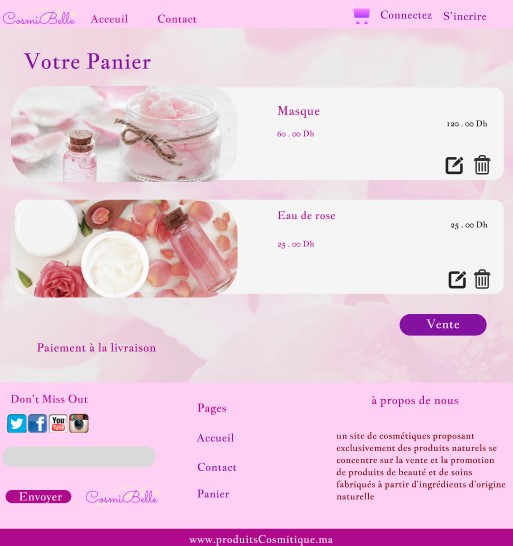 CosmiBelle Acceuil Contact Connectez S'incrire
Votre Panier
Masque
120 . 00 Dh
60 . 00 Dh
Eau de rose
25 . 00 Dh
25 . 00 Dh
Vente
Paiement à la livraison
Don't Miss Out
You
Tube
Envoyer CosmiBelle
Pages
Accueil
Contact
Panier
à propos de nous
un site de cosmétiques proposant
exclusivement des produits naturels se
concentre sur la vente et la promotion
de produits de beauté et de soins
fabriqués à partir d'ingrédients d'origine
naturelle
www.produitsCosmitique.ma